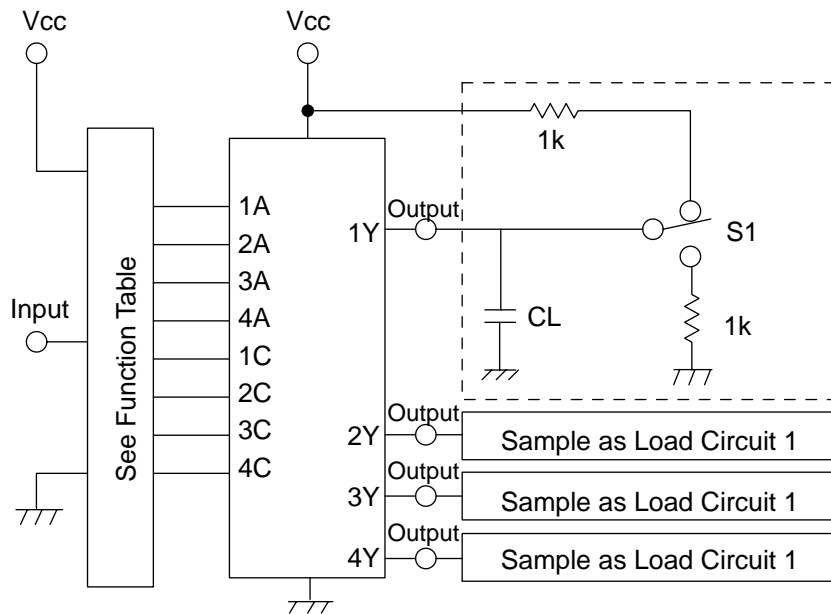 Vcc
Vcc
1k
Output
1A
1Y
S1
2A
3A
See Function Table
Input
4A
CL
1k
1C
2C
Output
3C
2Y
Sample as Load Circuit 1
4C
Output
3Y
Sample as Load Circuit 1
Output
4Y
Sample as Load Circuit 1